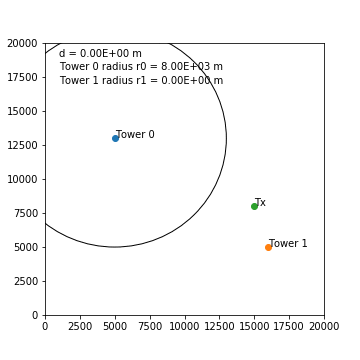 20000
17500
15000
12500
10000
7500
5000
2500
0
d = 0.00E+00 m
Tower 0 radius r0 = 8.00E+03 m
Tower 1 radius r1 = 0.00E+00 m
Tower 0
Tx
Tower 1
0 2500 5000 7500 10000 12500 15000 17500 20000